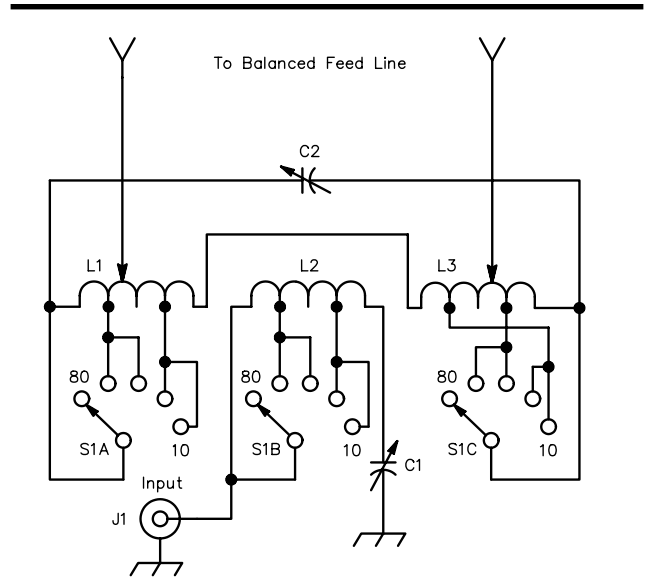 To Balanced Feed Line
C2
L1
L2
L3
80
80
80
S1A
10
S1B
10
S1C
10
C1
Input
J1